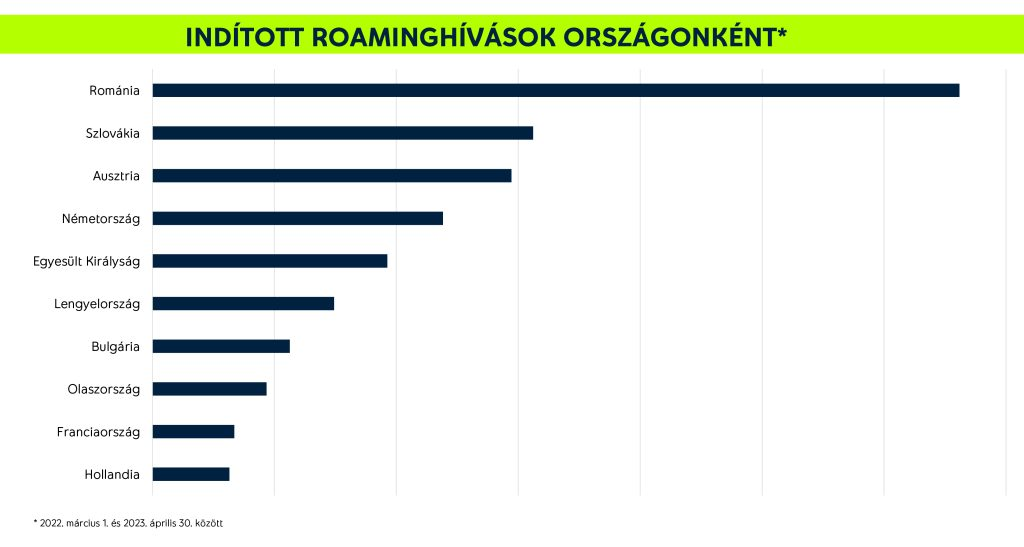 INDÍTOTT ROAMINGHÍVÁSOK ORSZÁGONKÉNT*
Románia
Szlovákia
Ausztria
Németország
Egyesült Királyság
Lengyelország
Bulgária
Olaszország
Franciaország
Hollandia
* 2022. március 1. és 2023. április 30. között